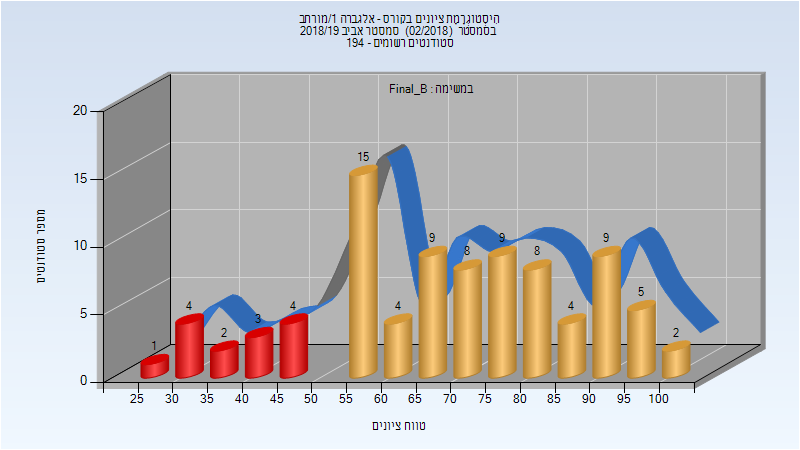 היסטוגרמת ציונים בקורס - אלגברה 1/מורחב
בסמסטר (02/2018) סמסטר אביב 2018/19
סטודנטים רשומים - 194
במשימה : Final_B
מספר סטודנטים
20
15
10
5
0
1
4
2
3
4
15
4
9
8
9
8
4
9
5
2
25 30 35 40 45 50 55 60 65 70 75 80 85 90 95 100
טווח ציונים